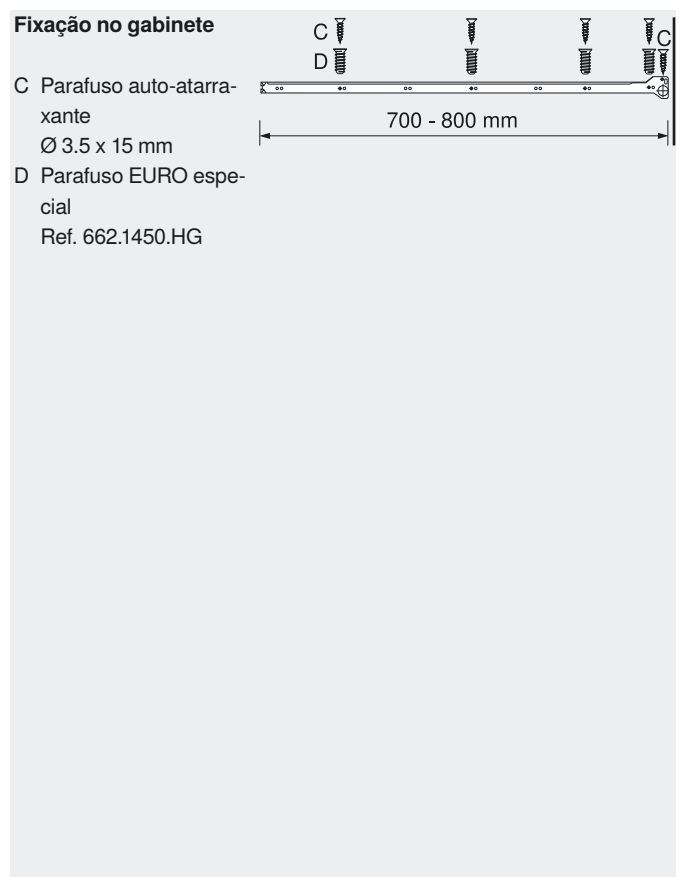 Fixação no gabinete
C Parafuso auto-atarra-
xante
Ø 3.5 x 15 mm
D Parafuso EURO espe-
cial
Ref. 662.1450.HG
C
D
C
700 - 800 mm